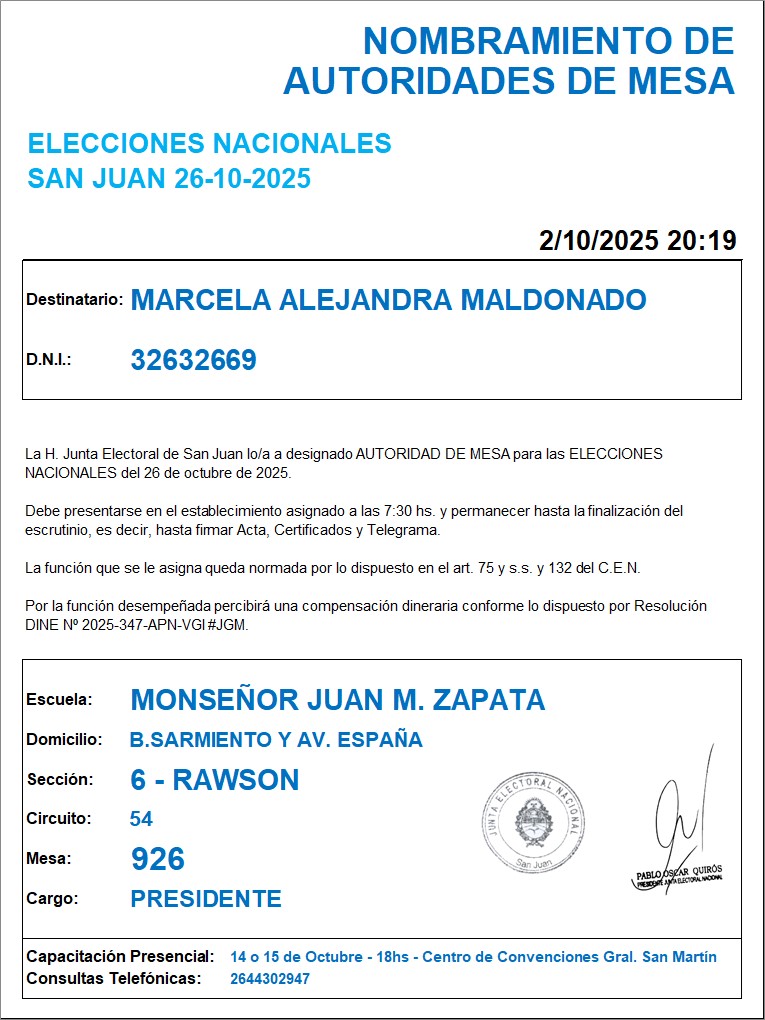 NOMBRAMIENTO DE
AUTORIDADES DE MESA
ELECCIONES NACIONALES
SAN JUAN 26-10-2025
2/10/2025 20:19
Destinatario: MARCELA ALEJANDRA MALDONADO
D.N.I.: 32632669
La H. Junta Electoral de San Juan lo/a a designado AUTORIDAD DE MESA para las ELECCIONES
NACIONALES del 26 de octubre de 2025.
Debe presentarse en el establecimiento asignado a las 7:30 hs. y permanecer hasta la finalización del
escrutinio, es decir, hasta firmar Acta, Certificados y Telegrama.
La función que se le asigna queda normada por lo dispuesto en el art. 75 y s.s. y 132 del C.E.N.
Por la función desempeñada percibirá una compensación dineraria conforme lo dispuesto por Resolución
DINE Nº 2025-347-APN-VGI#JGM.
Escuela: MONSEÑOR JUAN M. ZAPATA
Domicilio: B.SARMIENTO Y AV. ESPAÑA
Sección: 6 - RAWSON
Circuito: 54
Mesa: 926
Cargo: PRESIDENTE
JUNTA ELECTORAL NACIONAL
San Juan
PABLO OSCAR QUIRÓS
PRESIDENTE JUNTA ELECTORAL NACIONAL
Capacitación Presencial: 14 o 15 de Octubre - 18hs - Centro de Convenciones Gral. San Martín
Consultas Telefónicas: 2644302947